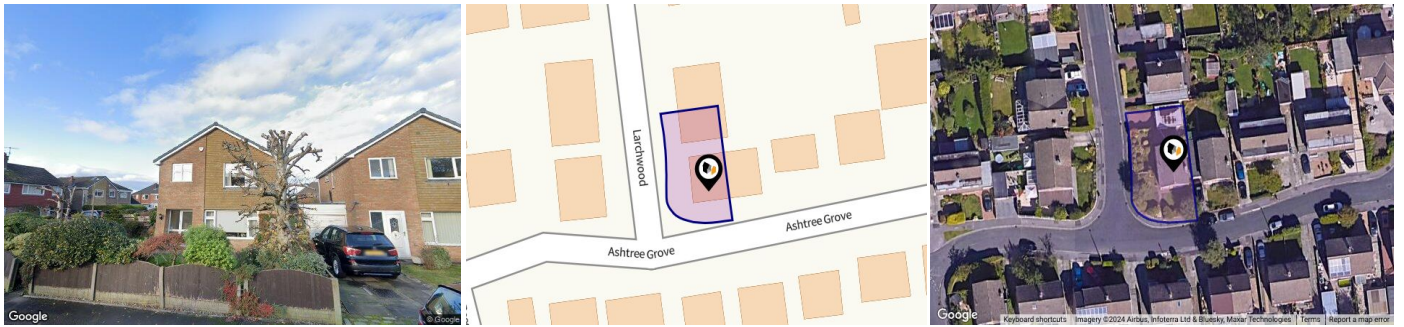 Google
© Google
Larchwood
Ashtree Grove
Ashtree Grove
Google
Keyboard shortcuts
Imagery ©2024 Airbus, Infoterra Ltd & Bluesky, Maxar Technologies
Terms
Report a map error